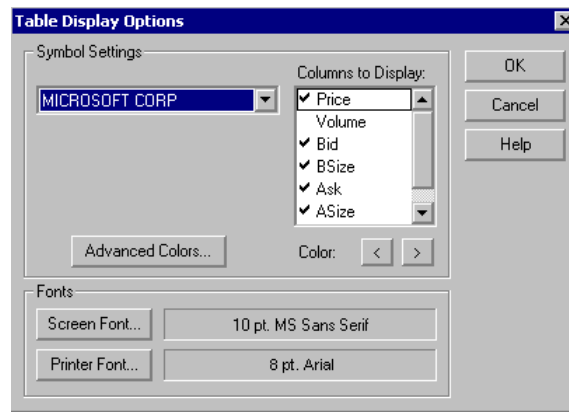 Table Display Options
Symbol Settings
Columns to Display:
MICROSOFT CORP
Price
Volume
Bid
BSize
Ask
ASize
Advanced Colors...
Color:
<
>
OK
Cancel
Help
Fonts
Screen Font...
10 pt. MS Sans Serif
Printer Font...
8 pt. Arial